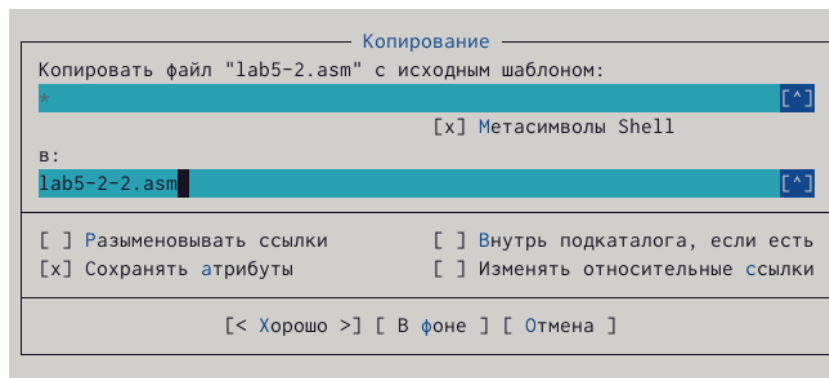 Копирование
Копировать файл "lab5-2.asm" с исходным шаблоном:
* [^]
[x] Метасимволы Shell
в:
lab5-2-2.asm [^]
[ ] Разыменовывать ссылки [ ] Внутрь подкаталога, если есть
[x] Сохранять атрибуты [ ] Изменять относительные ссылки
[< Хорошо >] [ В фоне ] [ Отмена ]